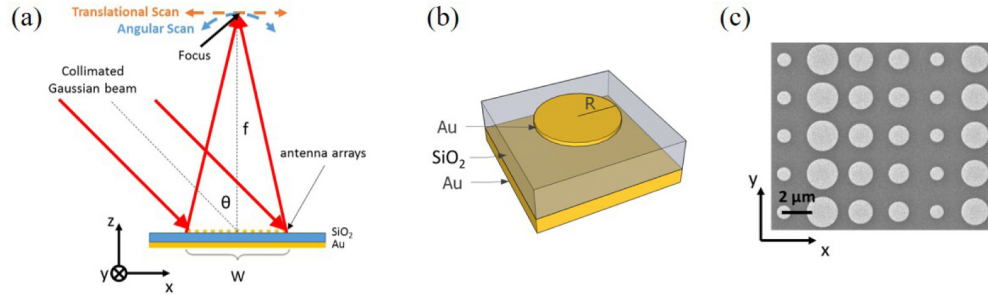 (a)
Translational Scan
Angular Scan
Focus
Collimated
Gaussian beam
f
antenna arrays
θ
z
SiO₂
Au
y
x
W
(b)
R
Au
SiO₂
Au
(c)
y
2 μm
x